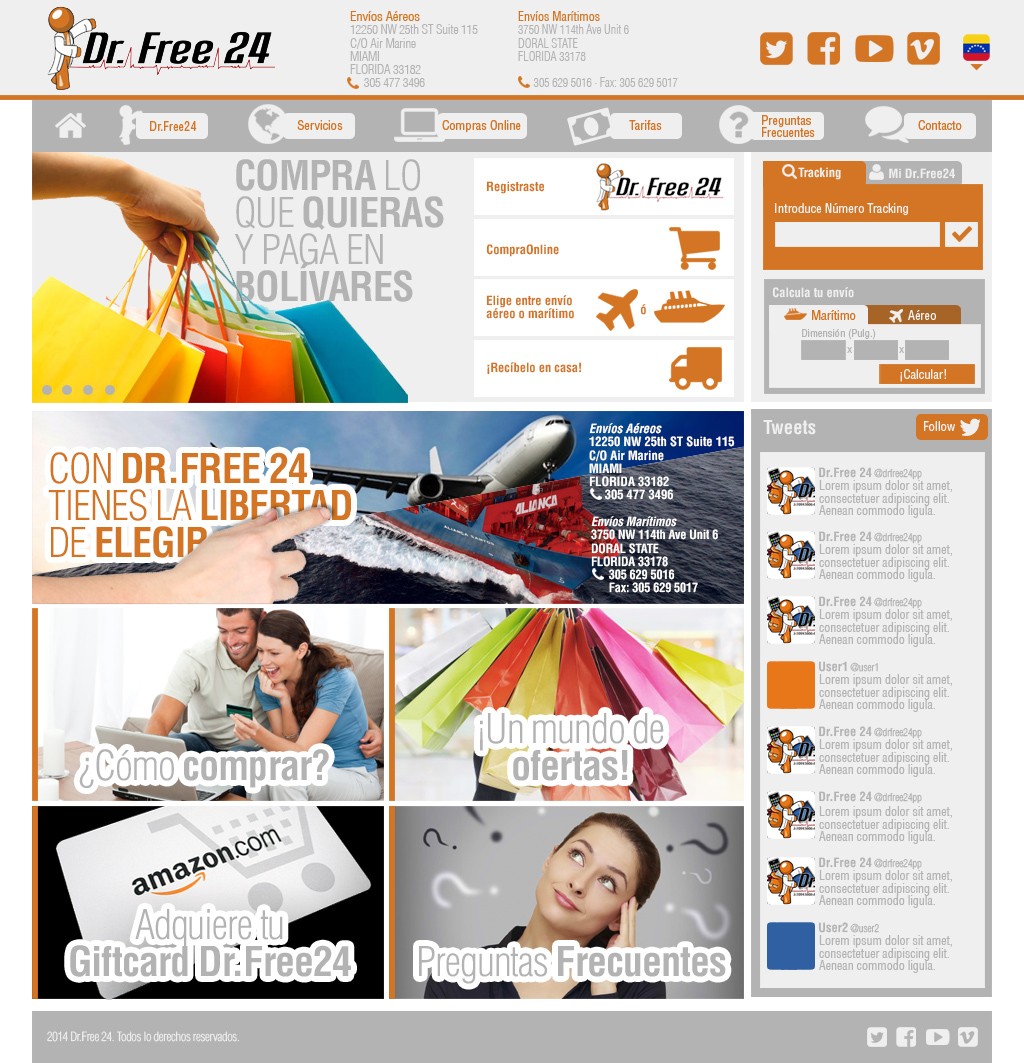 Dr. Free 24
Envíos Aéreos
12250 NW 25th ST Suite 115
C/O Air Marine
MIAMI
FLORIDA 33182
305 477 3496
Envíos Marítimos
3750 NW 114th Ave Unit 6
DORAL STATE
FLORIDA 33178
305 629 5016 - Fax: 305 629 5017
Dr.Free24
Servicios
Compras Online
Tarifas
Preguntas
Frecuentes
Contacto
COMPRA LO
QUE QUIERAS
Y PAGA EN
BOLÍVARES
Registraste
Dr. Free 24
CompraOnline
Elige entre envío
aéreo o marítimo
ó
¡Recíbelo en casa!
Tracking
Mi Dr.Free24
Introduce Número Tracking
Calcula tu envío
Marítimo
Aéreo
Dimensión (Pulg.)
x x
¡Calcular!
CON DR.FREE 24
TIENES LA LIBERTAD
DE ELEGIR
Envíos Aéreos
12250 NW 25th ST Suite 115
C/O Air Marine
MIAMI
FLORIDA 33182
305 477 3496
Envíos Marítimos
3750 NW 114th Ave Unit 6
DORAL STATE
FLORIDA 33178
305 629 5016
Fax: 305 629 5017
ALIANÇA
¿Cómo comprar?
¡Un mundo de
ofertas!
amazon.com
Adquiere tu
Giftcard Dr.Free24
Preguntas Frecuentes
Tweets
Follow
Dr.Free 24 @drfree24pp
Lorem ipsum dolor sit amet,
consectetuer adipiscing elit.
Aenean commodo ligula.
Dr.Free 24 @drfree24pp
Lorem ipsum dolor sit amet,
consectetuer adipiscing elit.
Aenean commodo ligula.
Dr.Free 24 @drfree24pp
Lorem ipsum dolor sit amet,
consectetuer adipiscing elit.
Aenean commodo ligula.
User1 @user1
Lorem ipsum dolor sit amet,
consectetuer adipiscing elit.
Aenean commodo ligula.
Dr.Free 24 @drfree24pp
Lorem ipsum dolor sit amet,
consectetuer adipiscing elit.
Aenean commodo ligula.
Dr.Free 24 @drfree24pp
Lorem ipsum dolor sit amet,
consectetuer adipiscing elit.
Aenean commodo ligula.
Dr.Free 24 @drfree24pp
Lorem ipsum dolor sit amet,
consectetuer adipiscing elit.
Aenean commodo ligula.
User2 @user2
Lorem ipsum dolor sit amet,
consectetuer adipiscing elit.
Aenean commodo ligula.
2014 Dr.Free 24. Todos lo derechos reservados.